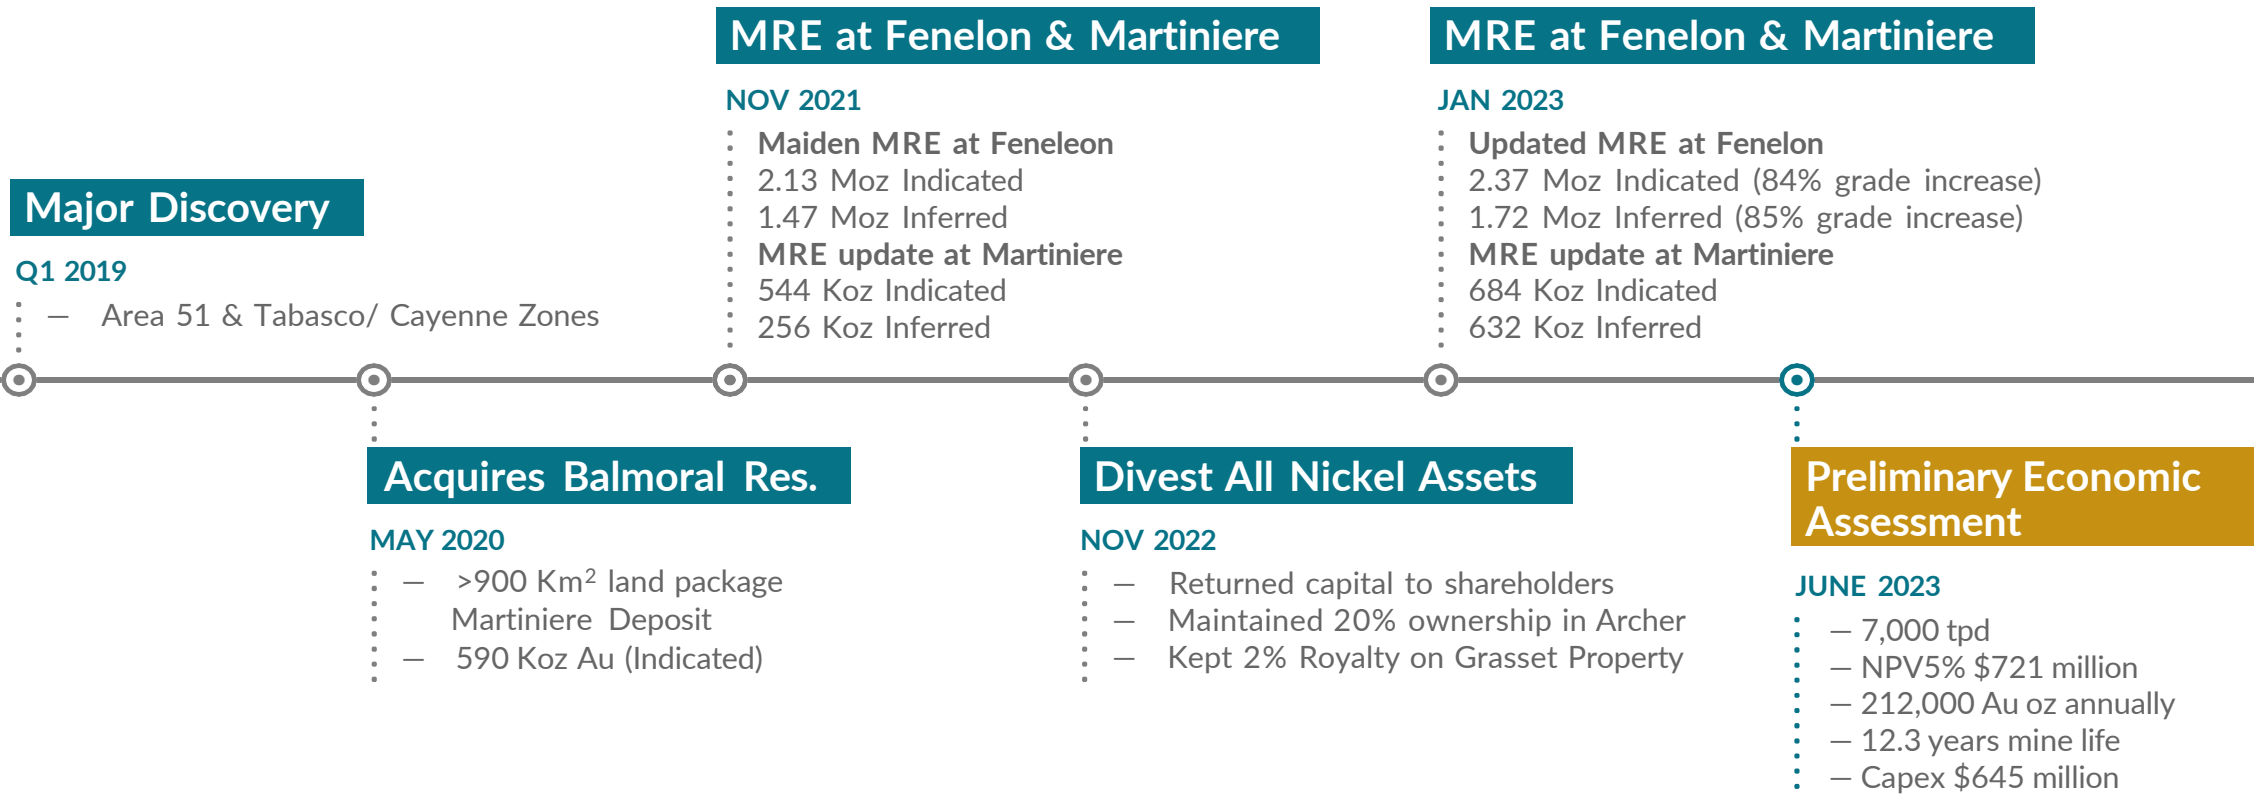 Major Discovery
Q1 2019
— Area 51 & Tabasco/ Cayenne Zones
Acquires Balmoral Res.
MAY 2020
— >900 Km² land package
Martiniere Deposit
— 590 Koz Au (Indicated)
MRE at Fenelon & Martiniere
NOV 2021
Maiden MRE at Feneleon
2.13 Moz Indicated
1.47 Moz Inferred
MRE update at Martiniere
544 Koz Indicated
256 Koz Inferred
Divest All Nickel Assets
NOV 2022
— Returned capital to shareholders
— Maintained 20% ownership in Archer
— Kept 2% Royalty on Grasset Property
MRE at Fenelon & Martiniere
JAN 2023
Updated MRE at Fenelon
2.37 Moz Indicated (84% grade increase)
1.72 Moz Inferred (85% grade increase)
MRE update at Martiniere
684 Koz Indicated
632 Koz Inferred
Preliminary Economic
Assessment
JUNE 2023
— 7,000 tpd
— NPV5% $721 million
— 212,000 Au oz annually
— 12.3 years mine life
— Capex $645 million